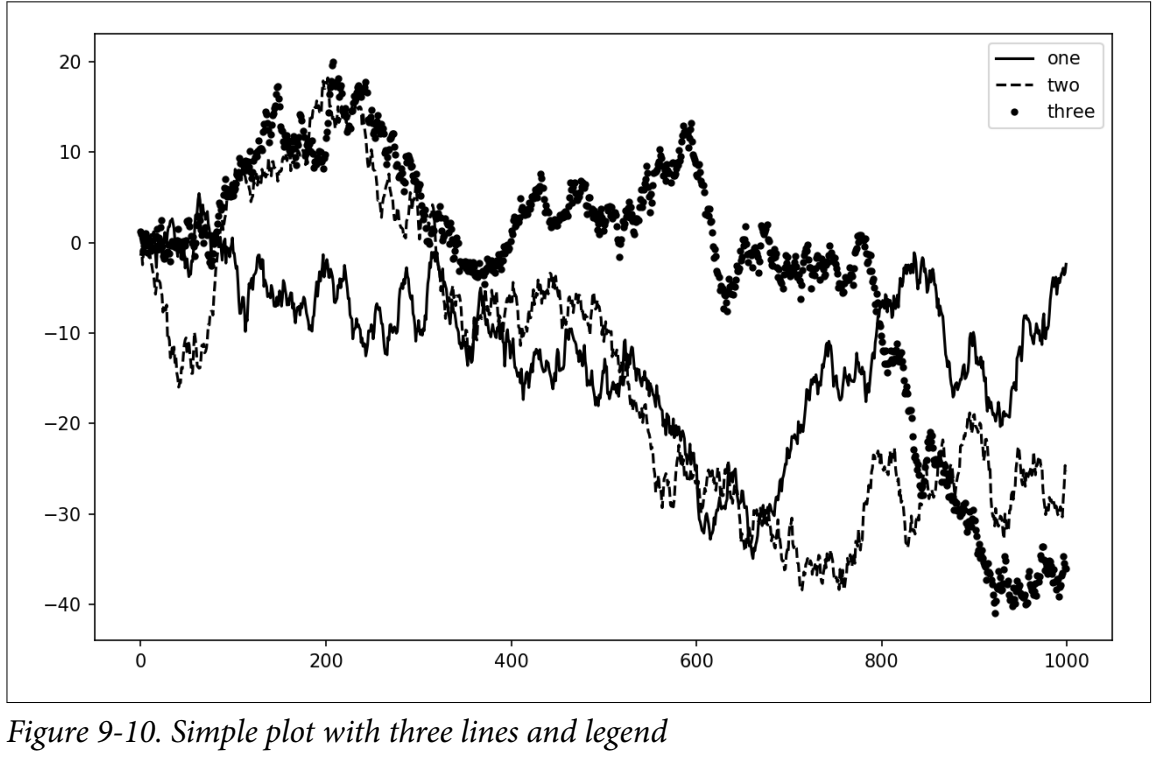 one
two
three
20
10
0
−10
−20
−30
−40
0 200 400 600 800 1000
Figure 9-10. Simple plot with three lines and legend